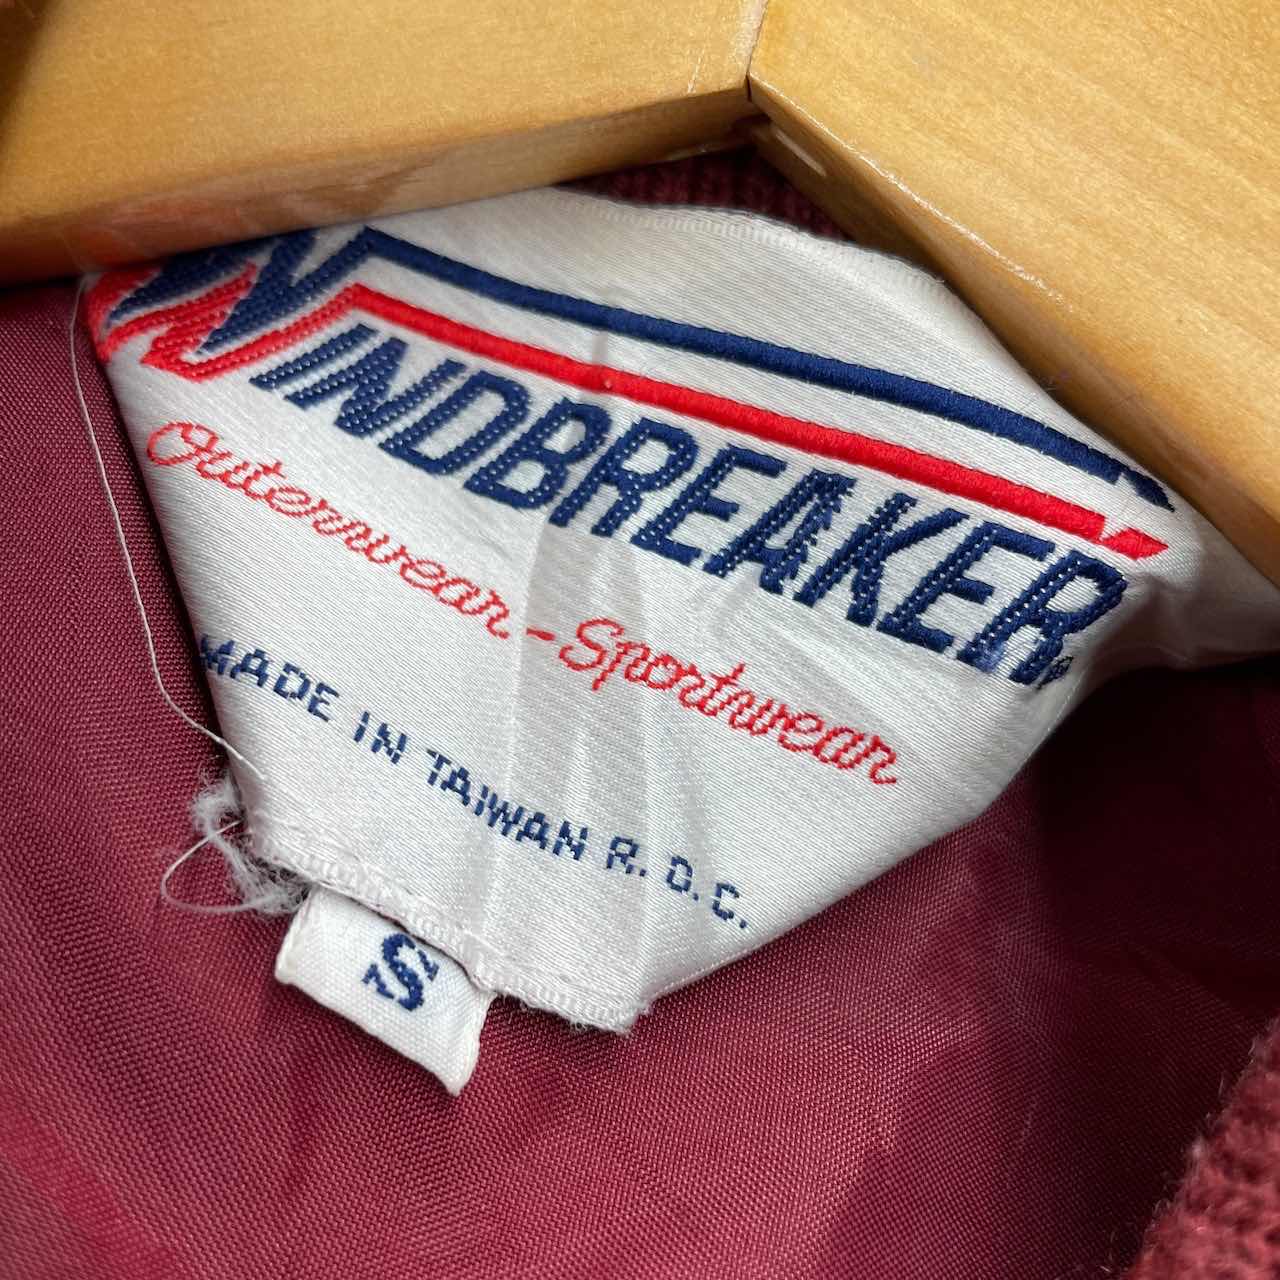 WINDBREAKER®
Outerwear-Sportwear
MADE IN TAIWAN R.O.C.
S